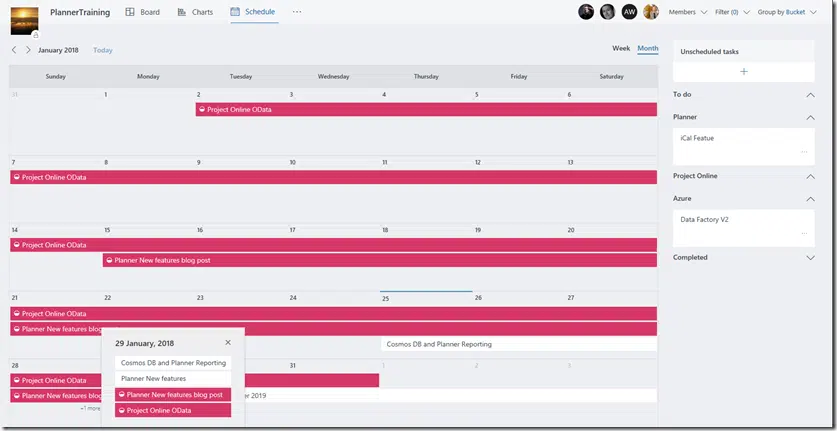 PlannerTraining
Board
Charts
Schedule
...
AW
Members
Filter (0)
Group by Bucket
January 2018
Today
Week
Month
Sunday Monday Tuesday Wednesday Thursday Friday Saturday
31 1 2 3 4 5 6
Project Online OData
7 8 9 10 11 12 13
Project Online OData
14 15 16 17 18 19 20
Project Online OData
Planner New features blog post
21 22 23 24 25 26 27
Project Online OData
Planner New features blog
Cosmos DB and Planner Reporting
28 31 1 2 3
Project Online OData
Planner New features blog
2019
+1 more
29 January, 2018
Cosmos DB and Planner Reporting
Planner New features
Planner New features blog post
Project Online OData
Unscheduled tasks
+
To do
Planner
iCal Featue
...
Project Online
Azure
Data Factory V2
...
Completed